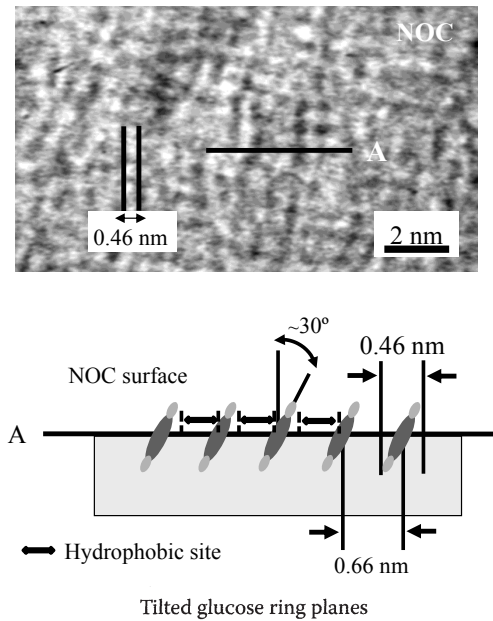 NOC
A
0.46 nm
2 nm
~30º
0.46 nm
NOC surface
A
Hydrophobic site
0.66 nm
Tilted glucose ring planes